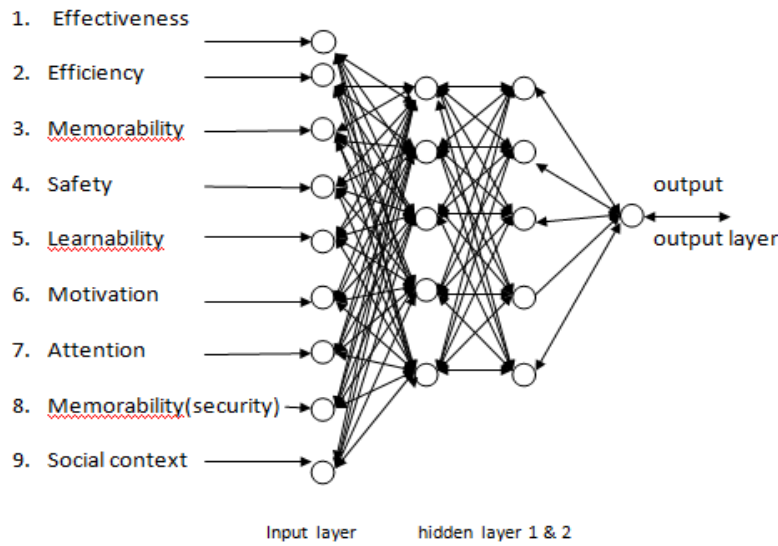 1. Effectiveness
2. Efficiency
3. Memorability
4. Safety
5. Learnability
6. Motivation
7. Attention
8. Memorability(security)
9. Social context
output
output layer
Input layer
hidden layer 1 & 2